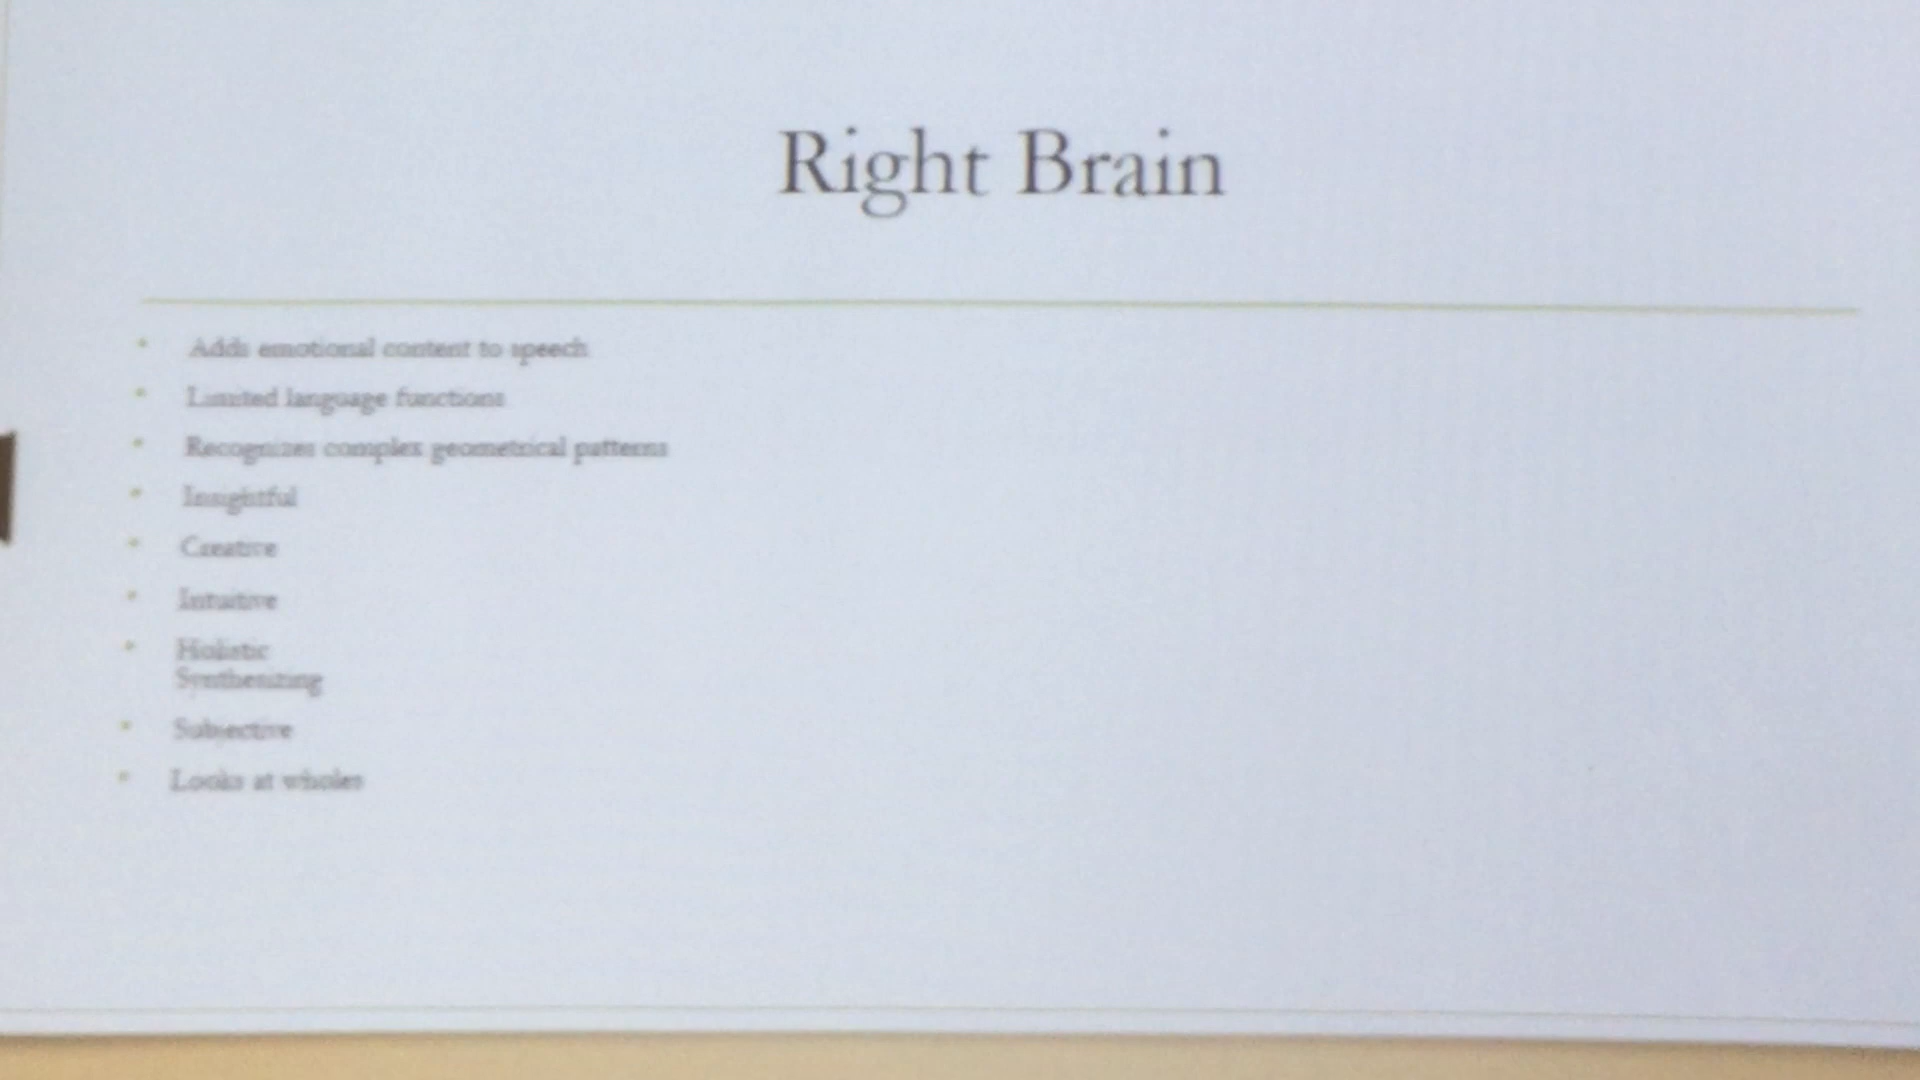 Right Brain
Adds emotional content to speech
Limited language functions
Recognizes complex geometrical patterns
Insightful
Creative
Intuitive
Holistic
Synthesizing
Subjective
Looks at wholes